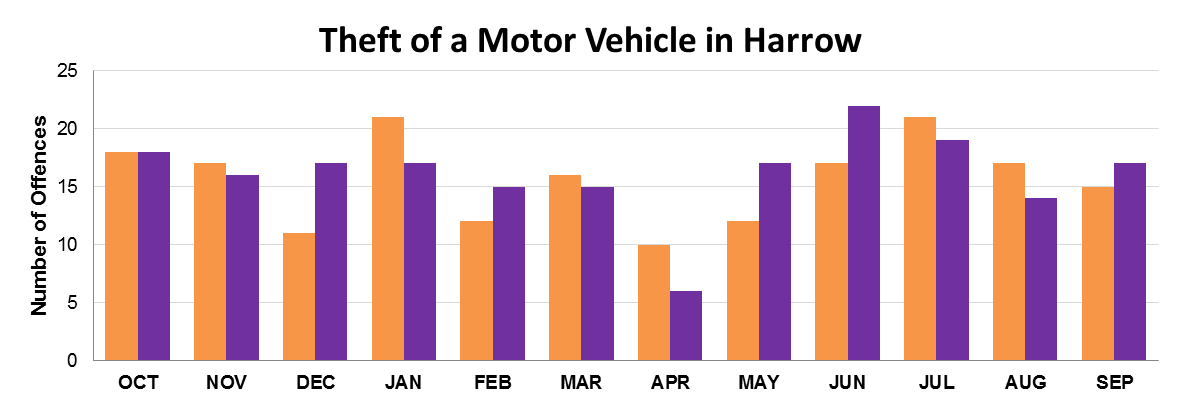 Theft of a Motor Vehicle in Harrow
Number of Offences
25
20
15
10
5
0
OCT NOV DEC JAN FEB MAR APR MAY JUN JUL AUG SEP